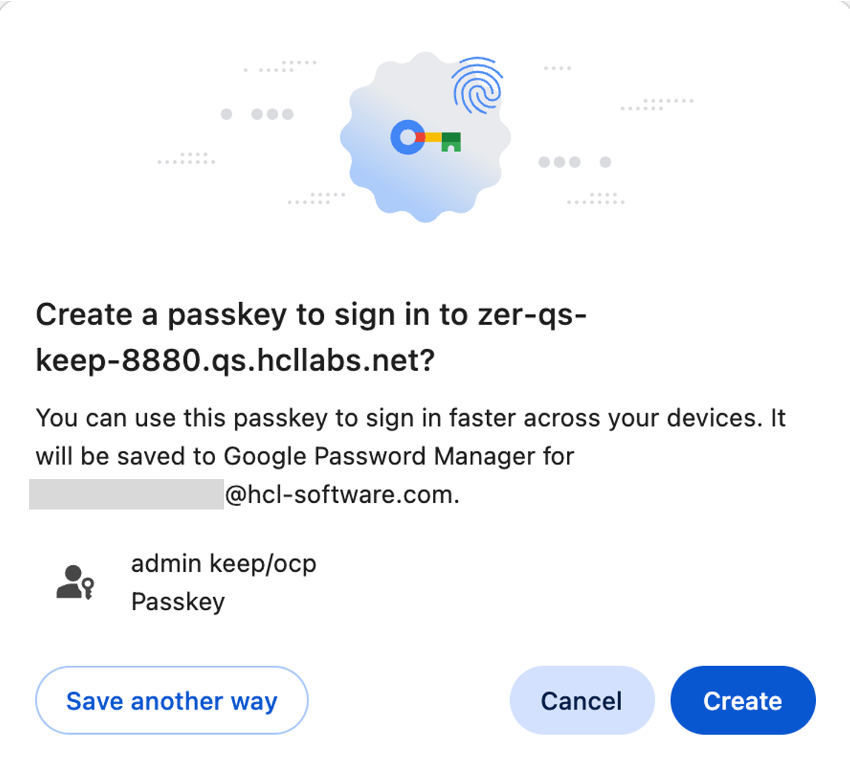 Create a passkey to sign in to zer-qs-
keep-8880.qs.hcllabs.net?
You can use this passkey to sign in faster across your devices. It
will be saved to Google Password Manager for
@hcl-software.com.
admin keep/ocp
Passkey
Save another way
Cancel
Create